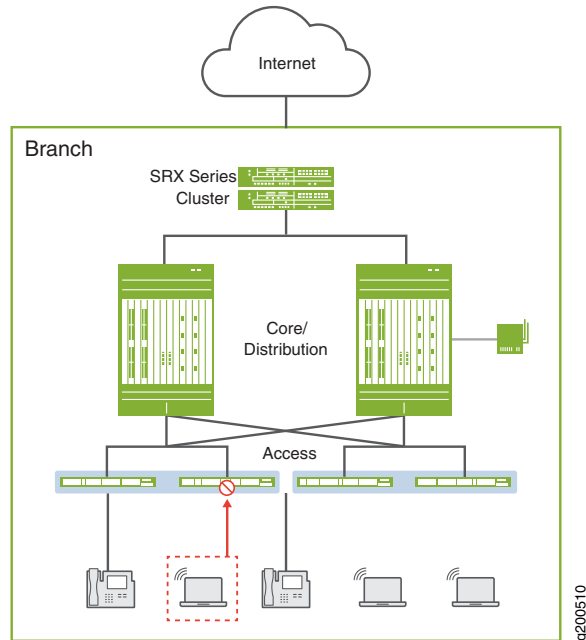 Internet
Branch
SRX Series
Cluster
Core/
Distribution
Access
g200510